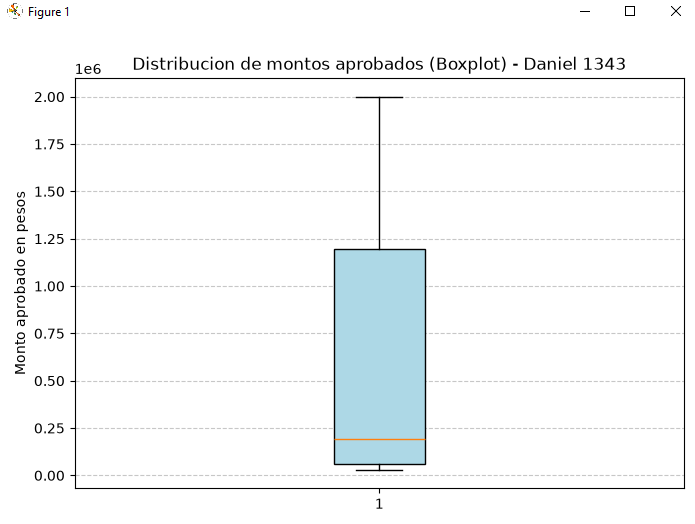 Figure 1
Distribucion de montos aprobados (Boxplot) - Daniel 1343
1e6
2.00
1.75
1.50
1.25
1.00
0.75
0.50
0.25
0.00
Monto aprobado en pesos
1